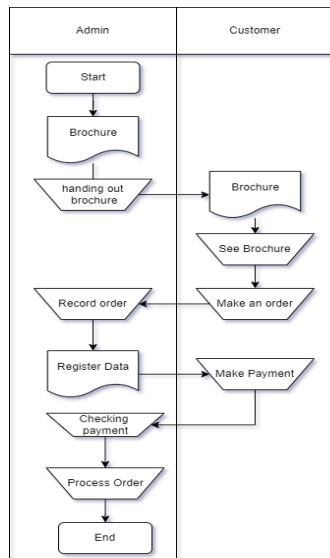 Admin
Customer
Start
Brochure
handing out
brochure
Brochure
See Brochure
Make an order
Record order
Register Data
Make Payment
Checking
payment
Process Order
End